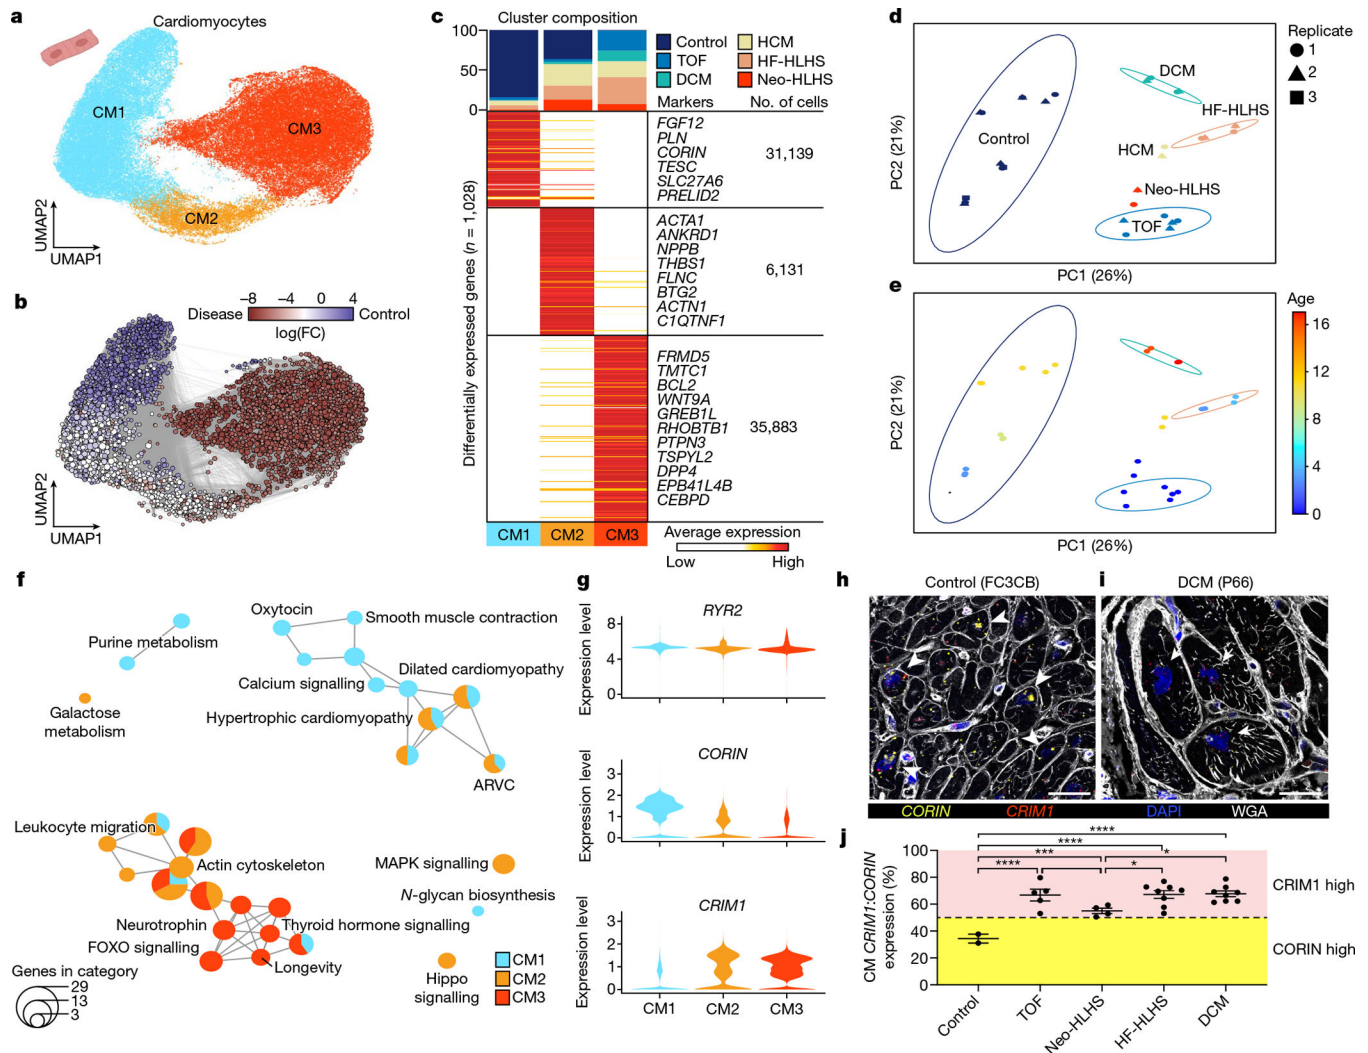 a
Cardiomyocytes
CM1
CM3
CM2
UMAP2
UMAP1
b
−8 −4 0 4
Disease Control
log(FC)
UMAP2
UMAP1
c
Cluster composition
100
50
0
Control
TOF
DCM
HCM
HF-HLHS
Neo-HLHS
Markers No. of cells
Differentially expressed genes (n = 1,028)
FGF12
PLN
CORIN
TESC
SLC27A6
PRELID2
31,139
ACTA1
ANKRD1
NPPB
THBS1
FLNC
BTG2
ACTN1
C1QTNF1
6,131
FRMD5
TMTC1
BCL2
WNT9A
GREB1L
RHOBTB1
PTPN3
TSPYL2
DPP4
EPB41L4B
CEBPD
35,883
CM1 CM2 CM3
Average expression
Low High
d
Replicate
1
2
3
DCM
HF-HLHS
Control
HCM
Neo-HLHS
TOF
PC2 (21%)
PC1 (26%)
e
Age
16
12
8
4
0
PC2 (21%)
PC1 (26%)
f
Purine metabolism
Galactose
metabolism
Oxytocin
Smooth muscle contraction
Calcium signalling
Dilated cardiomyopathy
Hypertrophic cardiomyopathy
ARVC
Leukocyte migration
Actin cytoskeleton
Neurotrophin
FOXO signalling
Thyroid hormone signalling
Longevity
MAPK signalling
N-glycan biosynthesis
Hippo
signalling
Genes in category
29
13
3
CM1
CM2
CM3
g
RYR2
Expression level
8
4
0
CORIN
Expression level
3
2
1
0
CRIM1
Expression level
3
2
1
0
CM1 CM2 CM3
h
Control (FC3CB)
i
DCM (P66)
CORIN CRIM1 DAPI WGA
j
****
****
*** *
**** *
CM CRIM1:CORIN
expression (%)
100
80
60
40
20
0
CRIM1 high
CORIN high
Control
TOF
Neo-HLHS
HF-HLHS
DCM